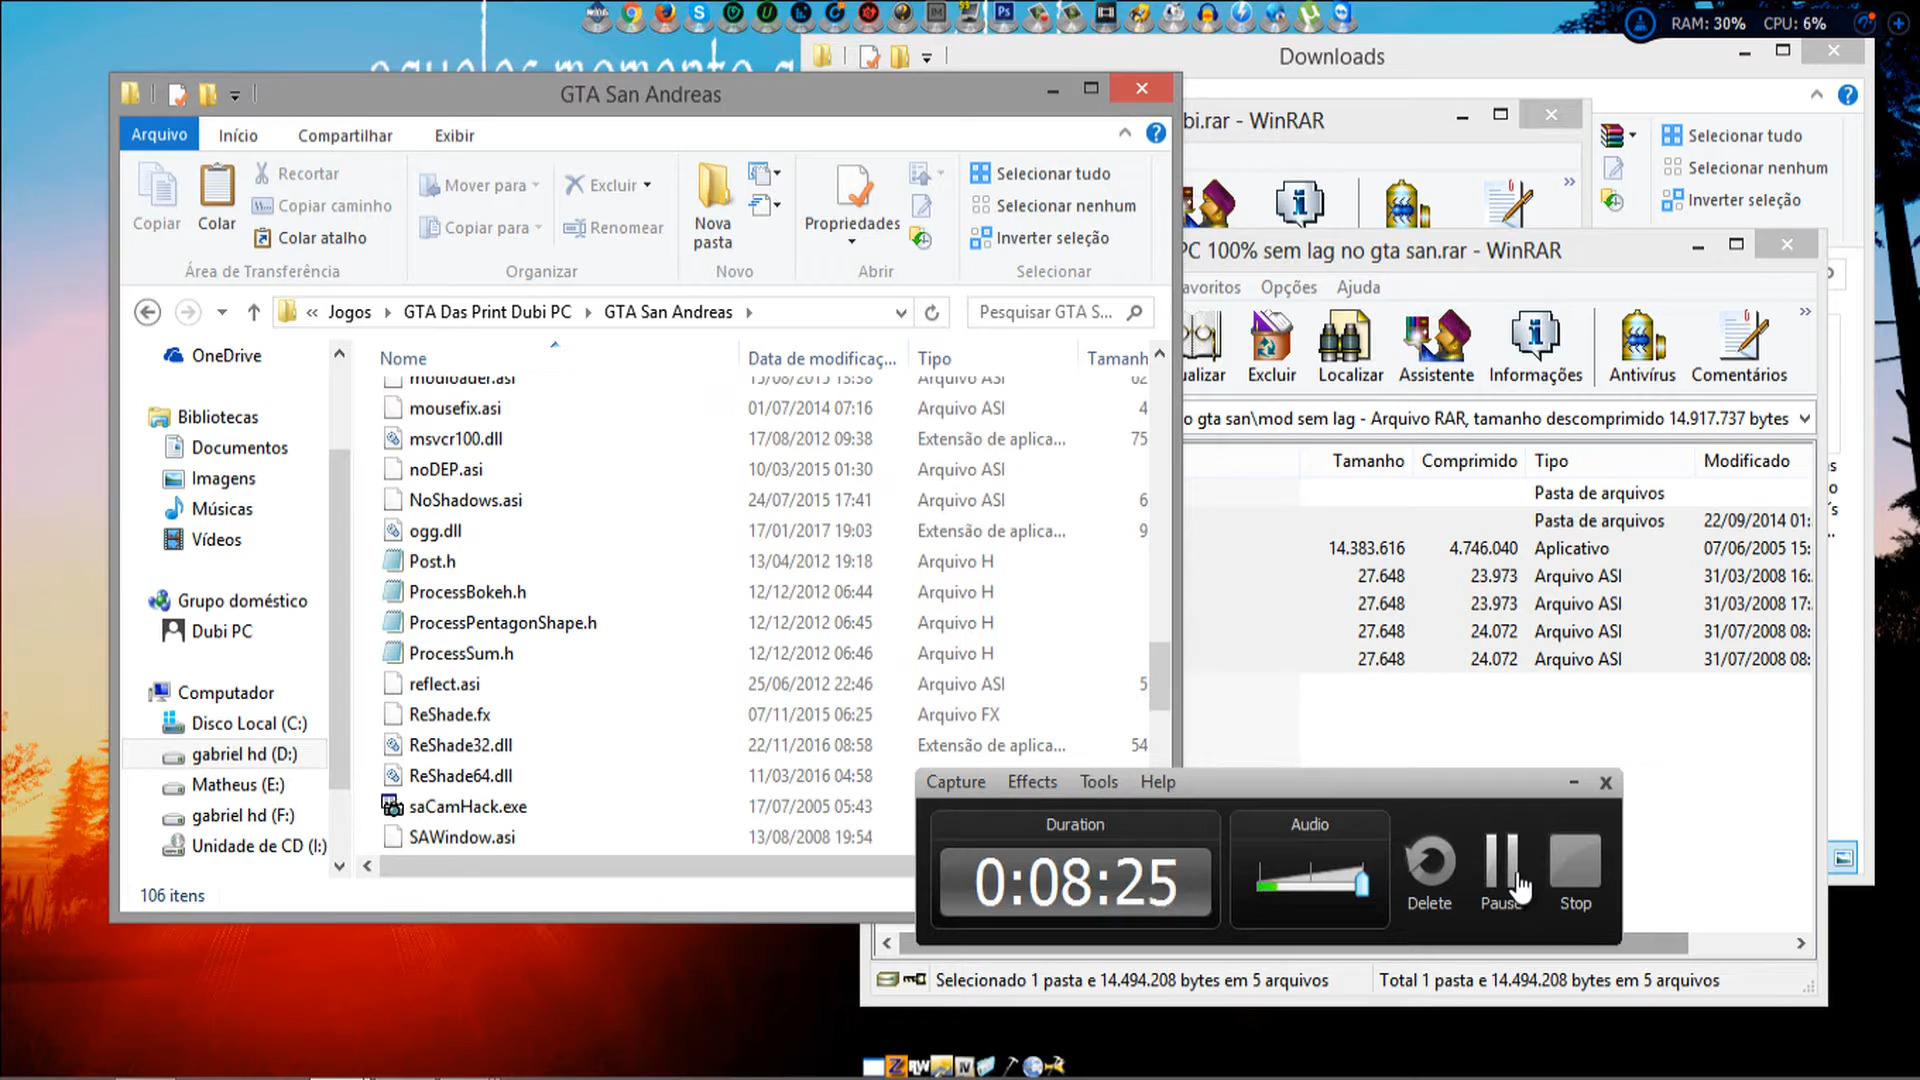 RAM: 30% CPU: 6%
Downloads
GTA San Andreas
bi.rar - WinRAR
Arquivo Início Compartilhar Exibir
Selecionar tudo
Selecionar nenhum
Inverter seleção
Copiar
Colar
Recortar
Copiar caminho
Colar atalho
Área de Transferência
Mover para
Copiar para
Excluir
Renomear
Organizar
Nova
pasta
Novo
Propriedades
Abrir
Selecionar tudo
Selecionar nenhum
Inverter seleção
Selecionar
PC 100% sem lag no gta san.rar - WinRAR
avoritos Opções Ajuda
ualizar Excluir Localizar Assistente Informações Antivírus Comentários
« Jogos GTA Das Print Dubi PC GTA San Andreas
Pesquisar GTA S...
o gta san\mod sem lag - Arquivo RAR, tamanho descomprimido 14.917.737 bytes
OneDrive
Bibliotecas
Documentos
Imagens
Músicas
Vídeos
Grupo doméstico
Dubi PC
Computador
Disco Local (C:)
gabriel hd (D:)
Matheus (E:)
gabriel hd (F:)
Unidade de CD (I:)
Nome Data de modificaç... Tipo Tamanh
modloader.asi 15/08/2015 13:58 Arquivo ASI 62
mousefix.asi 01/07/2014 07:16 Arquivo ASI 4
msvcr100.dll 17/08/2012 09:38 Extensão de aplica... 75
noDEP.asi 10/03/2015 01:30 Arquivo ASI
NoShadows.asi 24/07/2015 17:41 Arquivo ASI 6
ogg.dll 17/01/2017 19:03 Extensão de aplica... 9
Post.h 13/04/2012 19:18 Arquivo H
ProcessBokeh.h 12/12/2012 06:44 Arquivo H
ProcessPentagonShape.h 12/12/2012 06:45 Arquivo H
ProcessSum.h 12/12/2012 06:46 Arquivo H
reflect.asi 25/06/2012 22:46 Arquivo ASI 5
ReShade.fx 07/11/2015 06:25 Arquivo FX
ReShade32.dll 22/11/2016 08:58 Extensão de aplica... 54
ReShade64.dll 11/03/2016 04:58
saCamHack.exe 17/07/2005 05:43
SAWindow.asi 13/08/2008 19:54
106 itens
Tamanho Comprimido Tipo Modificado
Pasta de arquivos
Pasta de arquivos 22/09/2014 01:
14.383.616 4.746.040 Aplicativo 07/06/2005 15:
27.648 23.973 Arquivo ASI 31/03/2008 16:
27.648 23.973 Arquivo ASI 31/03/2008 17:
27.648 24.072 Arquivo ASI 31/07/2008 08:
27.648 24.072 Arquivo ASI 31/07/2008 08:
Capture Effects Tools Help
Duration
0:08:25
Audio
Delete Pause Stop
Selecionado 1 pasta e 14.494.208 bytes em 5 arquivos
Total 1 pasta e 14.494.208 bytes em 5 arquivos